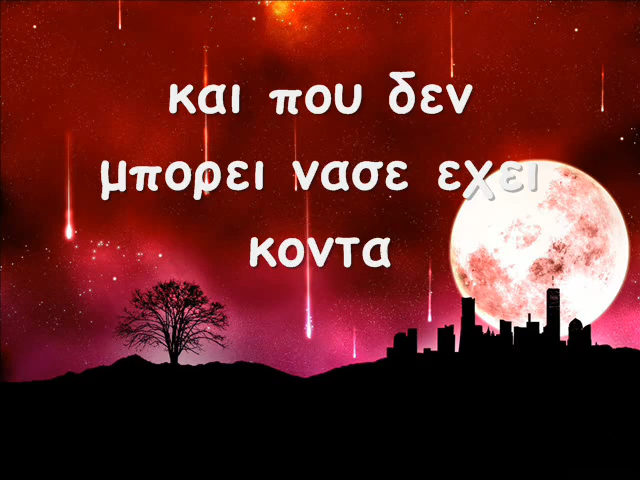 και που δεν
μπορει νασε εχει
κοντα